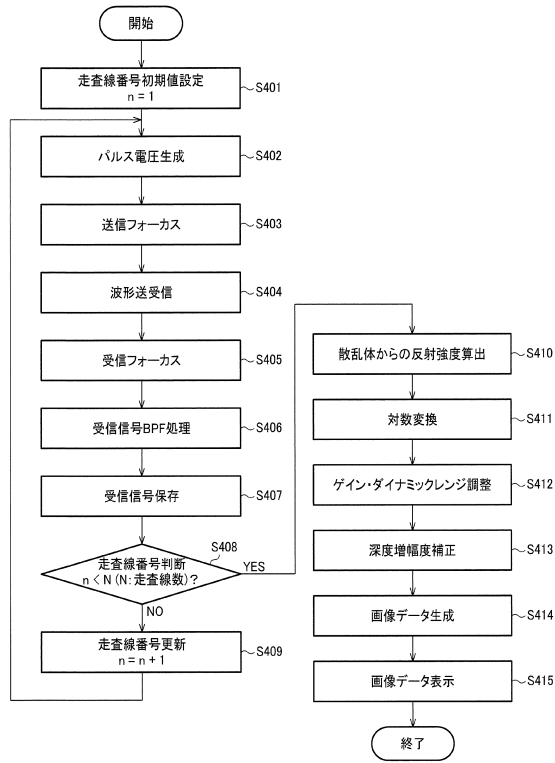 開始
走査線番号初期値設定
n = 1
S401
パルス電圧生成
S402
送信フォーカス
S403
波形送受信
S404
受信フォーカス
S405
受信信号BPF処理
S406
受信信号保存
S407
走査線番号判断
n < N (N:走査線数)?
S408
YES
NO
走査線番号更新
n = n + 1
S409
散乱体からの反射強度算出
S410
対数変換
S411
ゲイン・ダイナミックレンジ調整
S412
深度増幅度補正
S413
画像データ生成
S414
画像データ表示
S415
終了